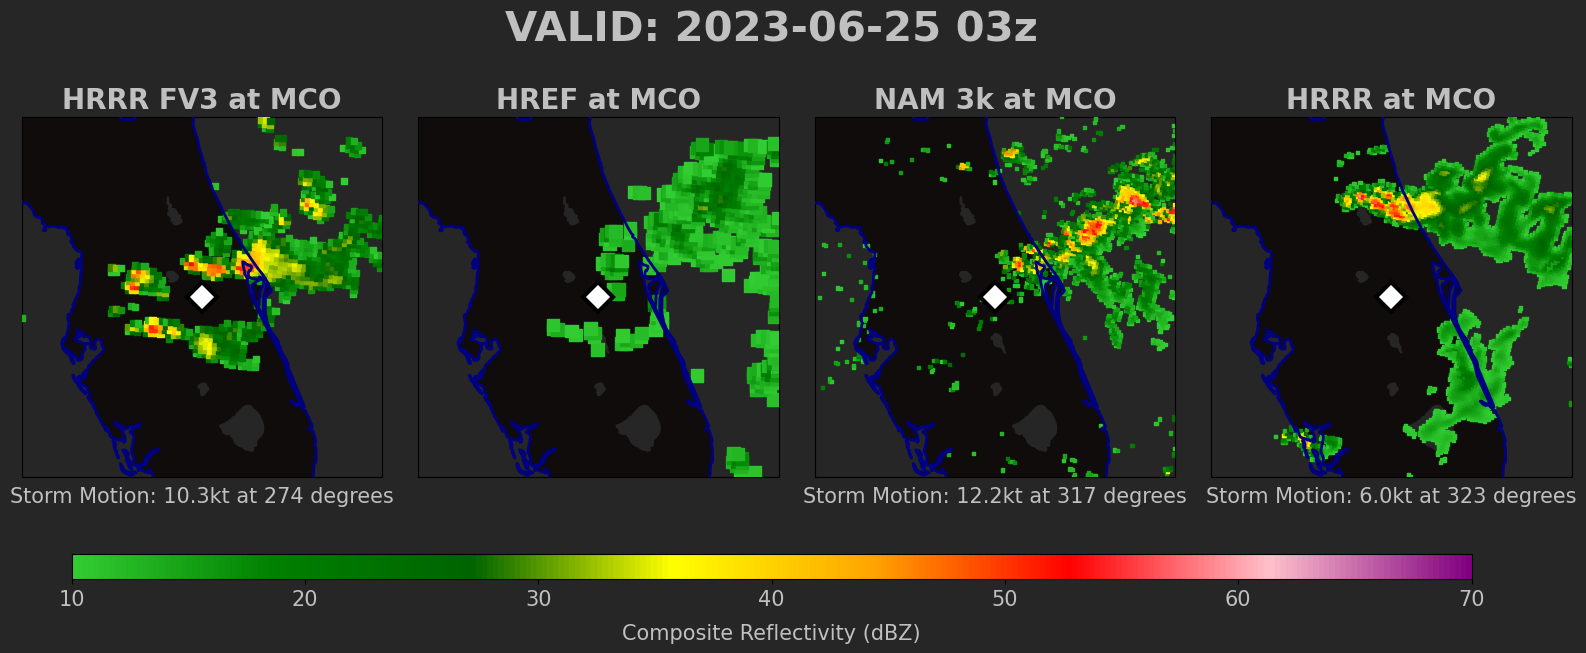 VALID: 2023-06-25 03z
HRRR FV3 at MCO
HREF at MCO
NAM 3k at MCO
HRRR at MCO
Storm Motion: 10.3kt at 274 degrees
Storm Motion: 12.2kt at 317 degrees
Storm Motion: 6.0kt at 323 degrees
10 20 30 40 50 60 70
Composite Reflectivity (dBZ)